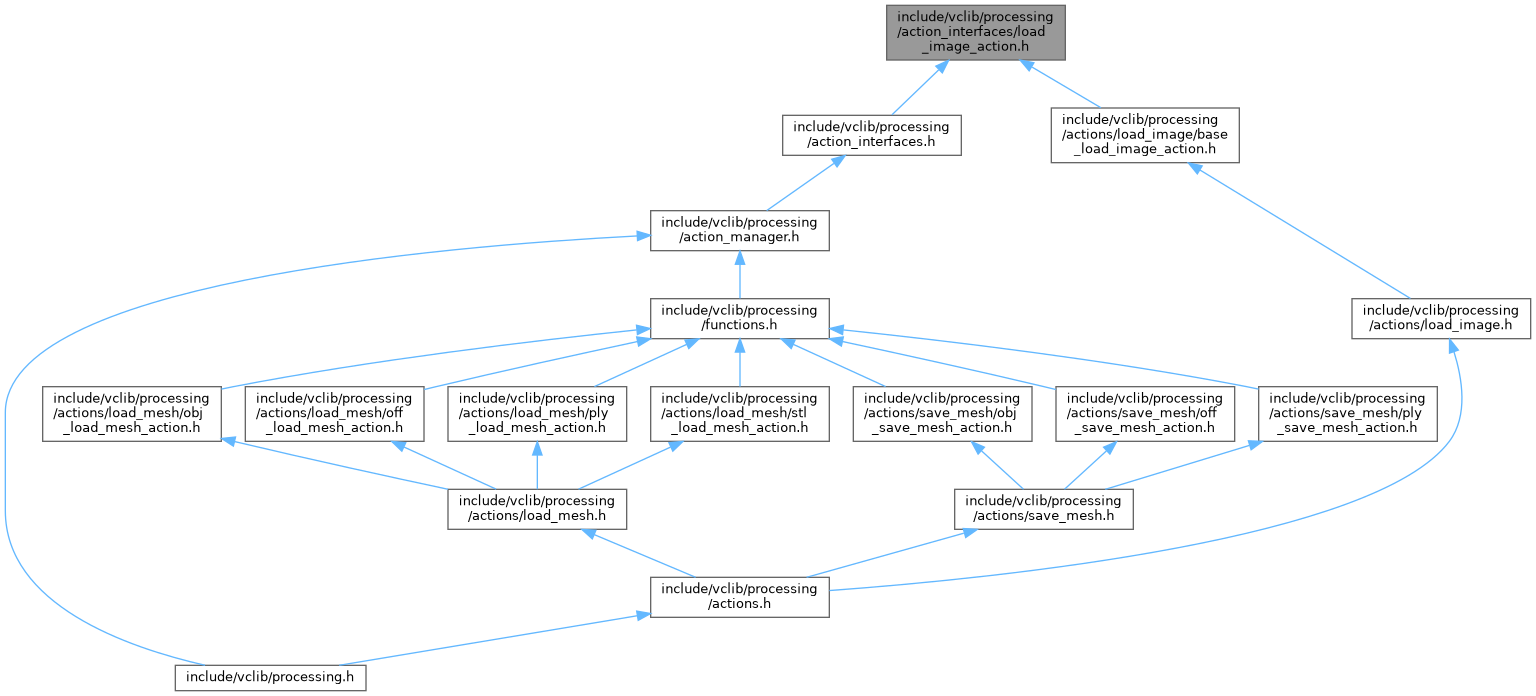 include/vclib/processing
/action_interfaces/load
_image_action.h
include/vclib/processing
/action_interfaces.h
include/vclib/processing
/actions/load_image/base
_load_image_action.h
include/vclib/processing
/action_manager.h
include/vclib/processing
/functions.h
include/vclib/processing
/actions/load_image.h
include/vclib/processing
/actions/load_mesh/obj
_load_mesh_action.h
include/vclib/processing
/actions/load_mesh/off
_load_mesh_action.h
include/vclib/processing
/actions/load_mesh/ply
_load_mesh_action.h
include/vclib/processing
/actions/load_mesh/stl
_load_mesh_action.h
include/vclib/processing
/actions/save_mesh/obj
_save_mesh_action.h
include/vclib/processing
/actions/save_mesh/off
_save_mesh_action.h
include/vclib/processing
/actions/save_mesh/ply
_save_mesh_action.h
include/vclib/processing
/actions/load_mesh.h
include/vclib/processing
/actions/save_mesh.h
include/vclib/processing
/actions.h
include/vclib/processing.h